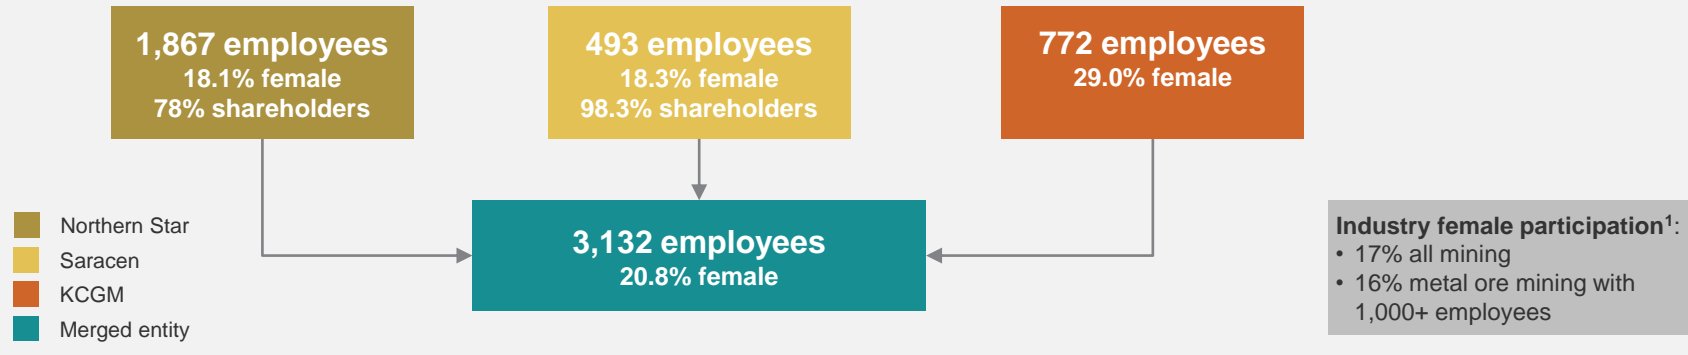 1,867 employees
18.1% female
78% shareholders
493 employees
18.3% female
98.3% shareholders
772 employees
29.0% female
3,132 employees
20.8% female
Northern Star
Saracen
KCGM
Merged entity
Industry female participation¹:
• 17% all mining
• 16% metal ore mining with
1,000+ employees